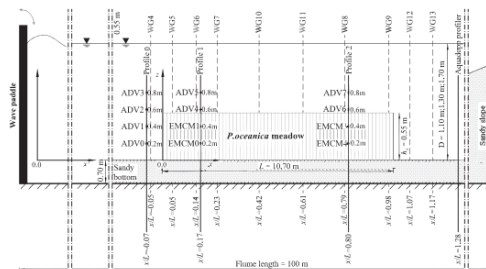 0.55 m
WG4
WG5
WG6
WG7
WG10
WG11
WG8
WG9
WG12
WG13
Aquadopp profiler
Profile 0
Profile 1
Profile 2
Wave paddle
ADV3 0.8m
ADV5 0.8m
ADV7 0.8m
ADV2 0.6m
0.6m
ADV6 0.6m
ADV1 0.4m
EMCM1 0.4m
0.4m
ADV0 0.2m
EMCM0 0.2m
0.2m
P.oceanica meadow
= 0.55 m
D = 1,10 m;1,30 m;1,70 m
Sandy slope
0.0
0.0
0.70 m
Sandy
bottom
L = 10,70 m
x/L=-0.07
x/L=-0.05
x/L=0.05
x/L=0.14
x/L=0.17
x/L=0.23
x/L=0.42
x/L=0.61
x/L=0.79
x/L=0.80
x/L=0.98
x/L=1.07
x/L=1.17
x/L=1.28
Flume length = 100 m